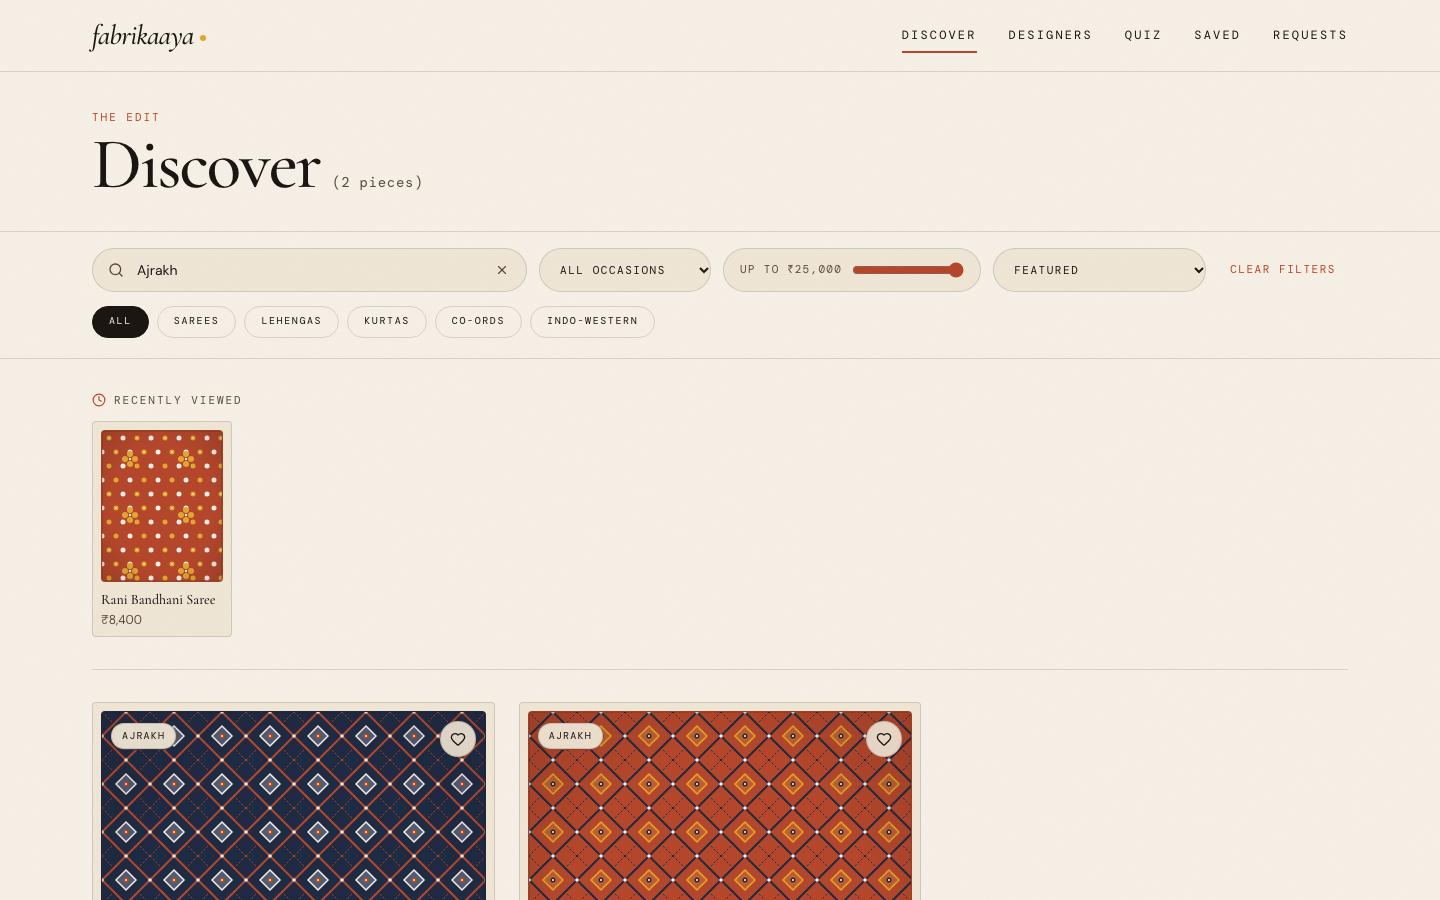 fabrikaaya
DISCOVER DESIGNERS QUIZ SAVED REQUESTS
THE EDIT
Discover (2 pieces)
Ajrakh
ALL OCCASIONS
UP TO ₹25,000
FEATURED
CLEAR FILTERS
ALL SAREES LEHENGAS KURTAS CO-ORDS INDO-WESTERN
RECENTLY VIEWED
Rani Bandhani Saree
₹8,400
AJRAKH
AJRAKH